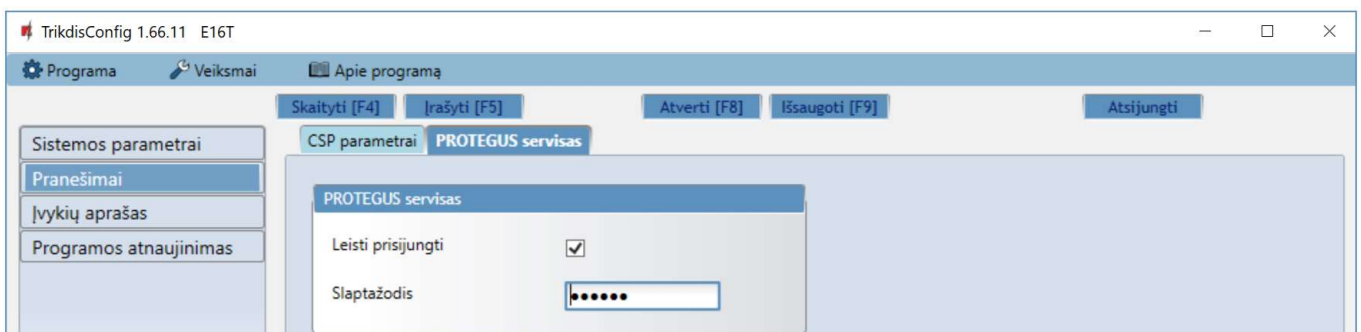 TrikdisConfig 1.66.11 E16T
Programa Veiksmai Apie programą
Skaityti [F4] Įrašyti [F5] Atverti [F8] Išsaugoti [F9] Atsijungti
Sistemos parametrai
CSP parametrai PROTEGUS servisas
Pranešimai
PROTEGUS servisas
Įvykių aprašas
Leisti prisijungti
Programos atnaujinimas
Slaptažodis ●●●●●●